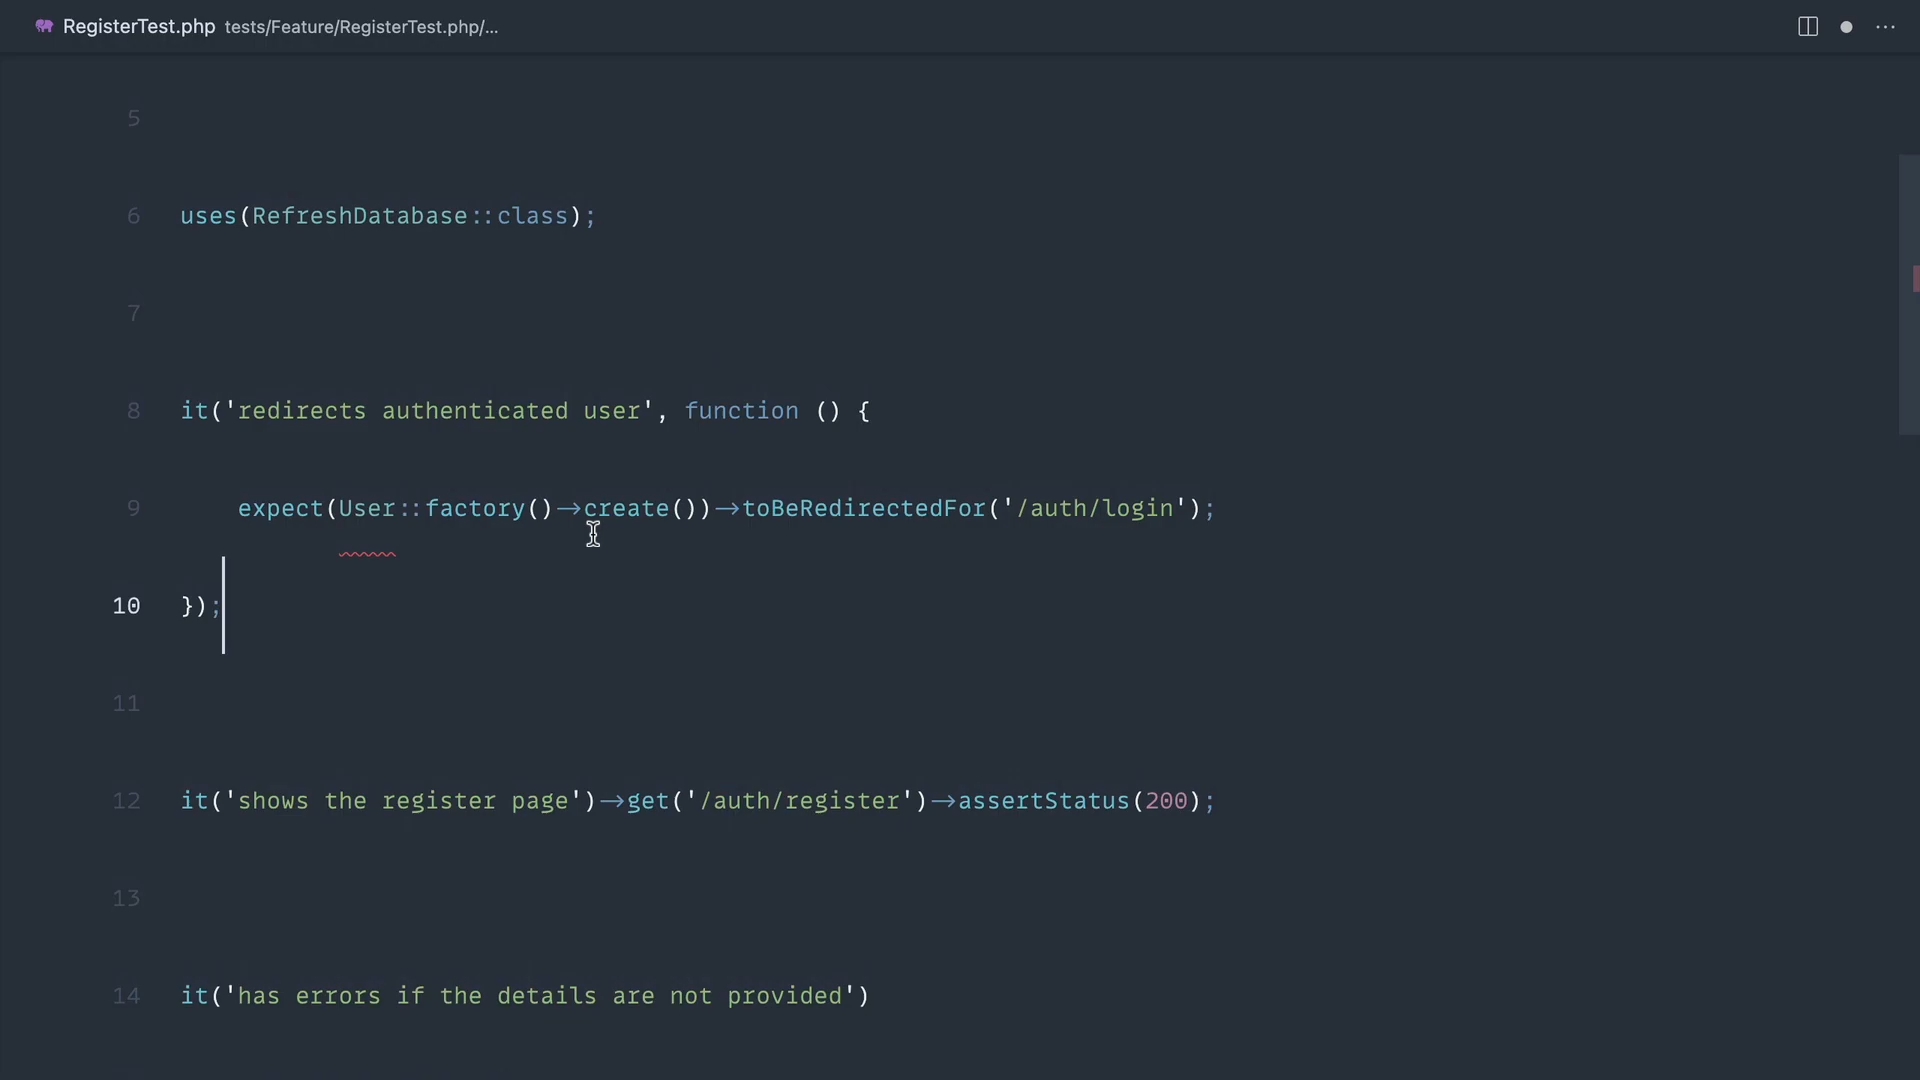 RegisterTest.php tests/Feature/RegisterTest.php/...
5
6 uses(RefreshDatabase::class);
7
8 it('redirects authenticated user', function () {
9 expect(User::factory()->create())->toBeRedirectedFor('/auth/login');
10 });
11
12 it('shows the register page')->get('/auth/register')->assertStatus(200);
13
14 it('has errors if the details are not provided')